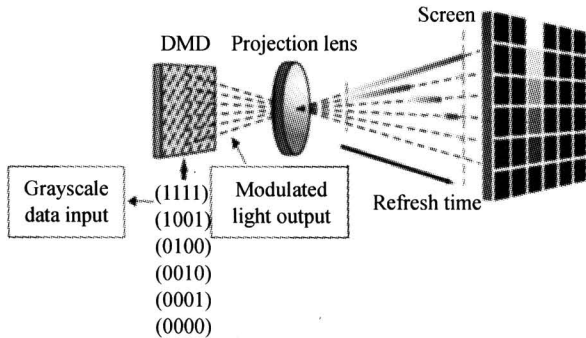 Screen
DMD
Projection lens
Grayscale
data input
(1111)
(1001)
(0100)
(0010)
(0001)
(0000)
Modulated
light output
Refresh time